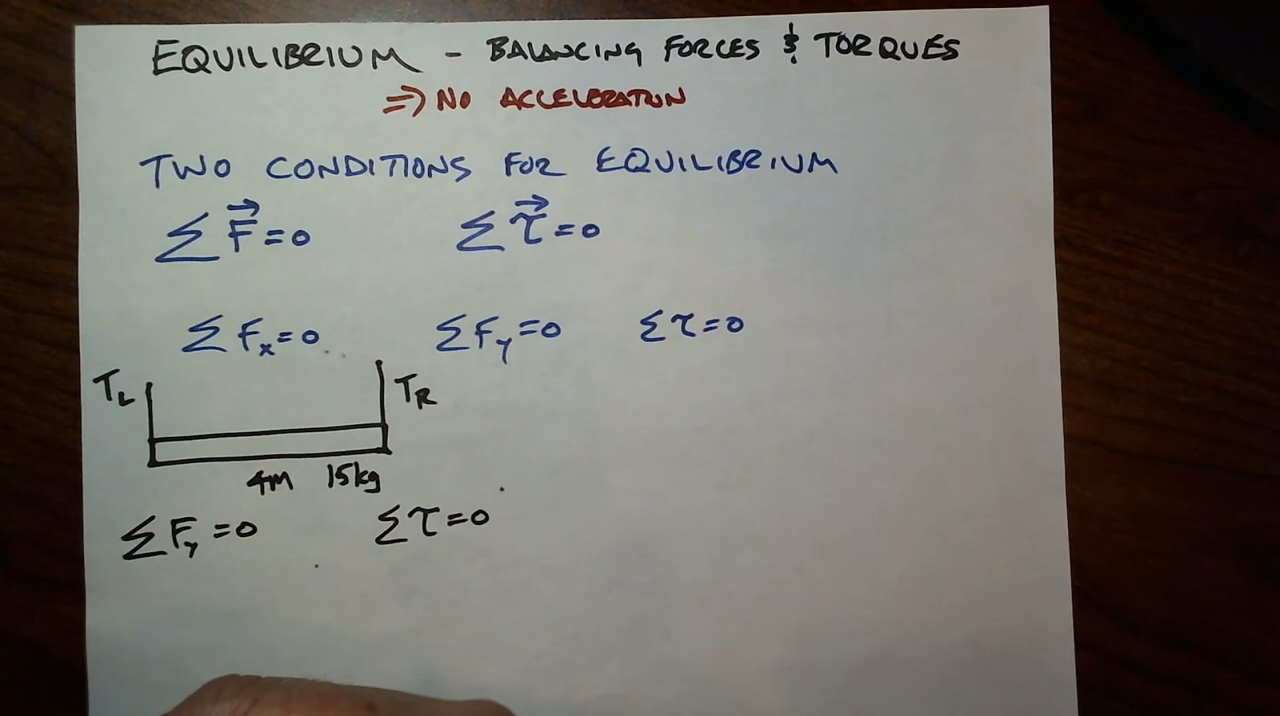 EQUILIBRIUM - BALANCING FORCES & TORQUES
⇒ NO ACCELERATON
TWO CONDITIONS FOR EQUILIBRIUM
∑F⃗=0 ∑τ⃗=0
∑Fx=0 ∑Fy=0 ∑τ=0
TL TR
4m 15kg
∑Fy=0 ∑τ=0